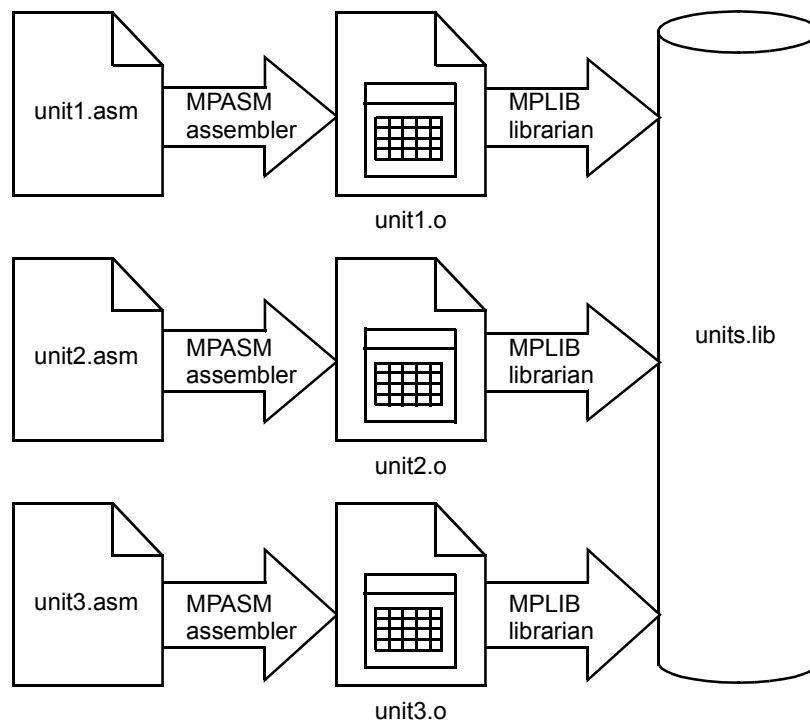 unit1.asm
MPASM
assembler
unit1.o
MPLIB
librarian
unit2.asm
MPASM
assembler
unit2.o
MPLIB
librarian
units.lib
unit3.asm
MPASM
assembler
unit3.o
MPLIB
librarian